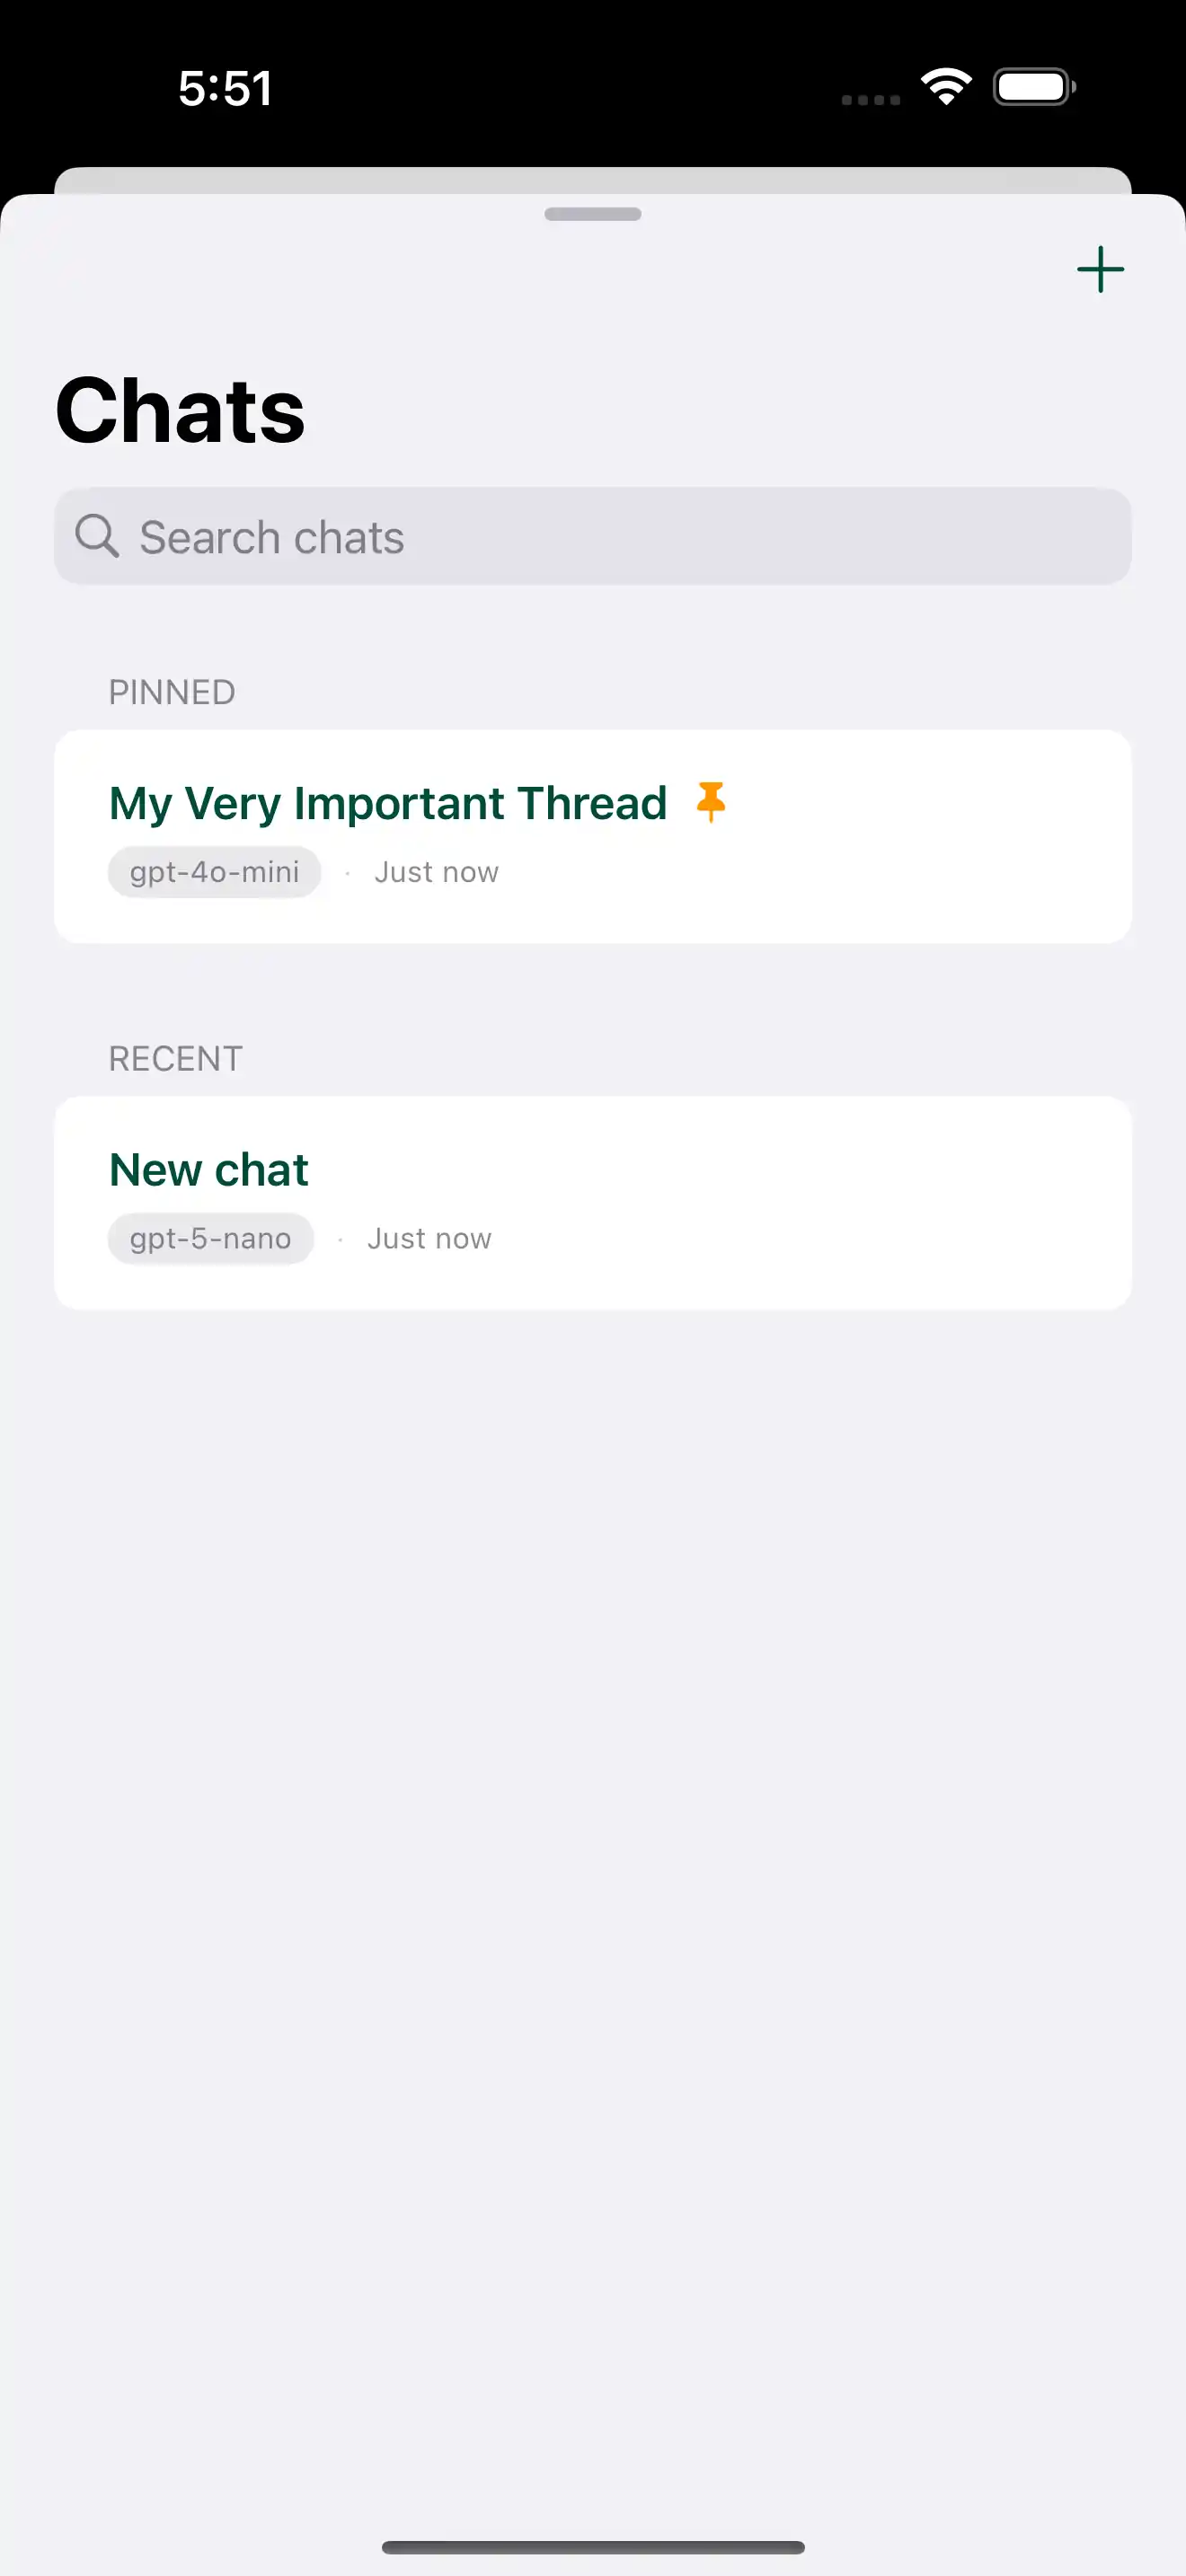 5:51
Chats
Search chats
PINNED
My Very Important Thread
gpt-4o-mini · Just now
RECENT
New chat
gpt-5-nano · Just now